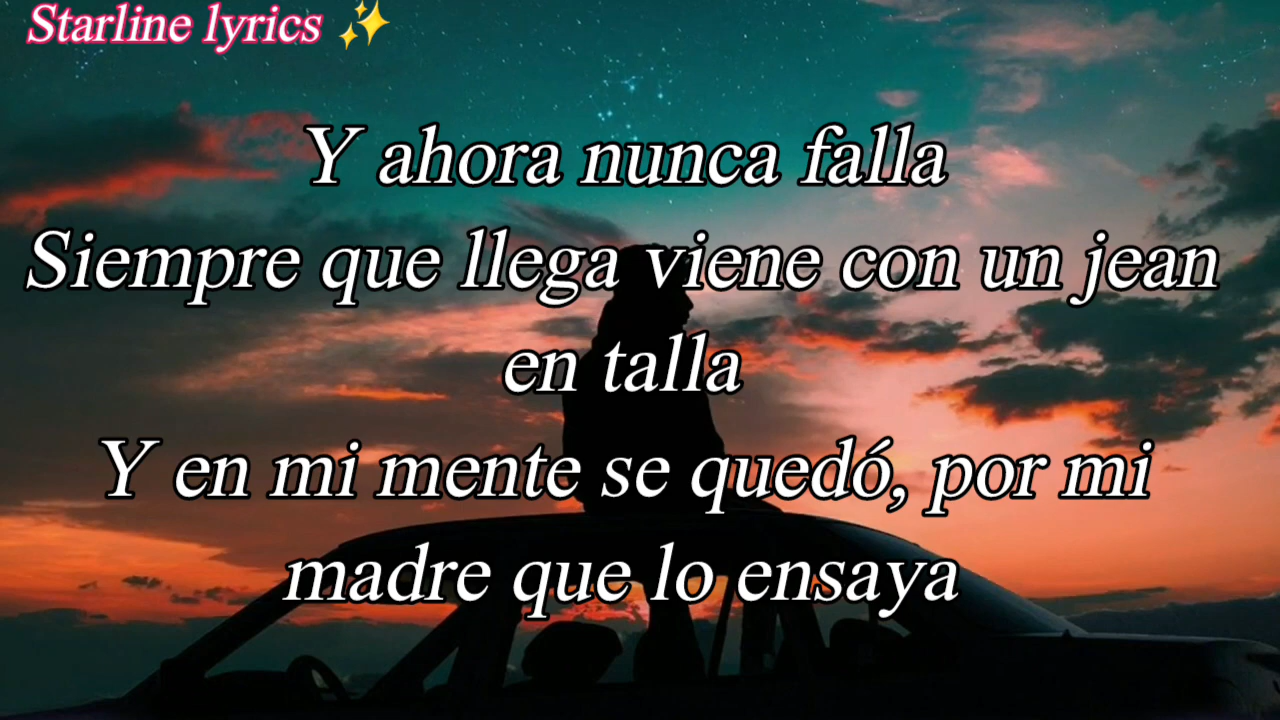 Starline lyrics ✨
Y ahora nunca falla
Siempre que llega viene con un jean
en talla
Y en mi mente se quedó, por mi
madre que lo ensaya